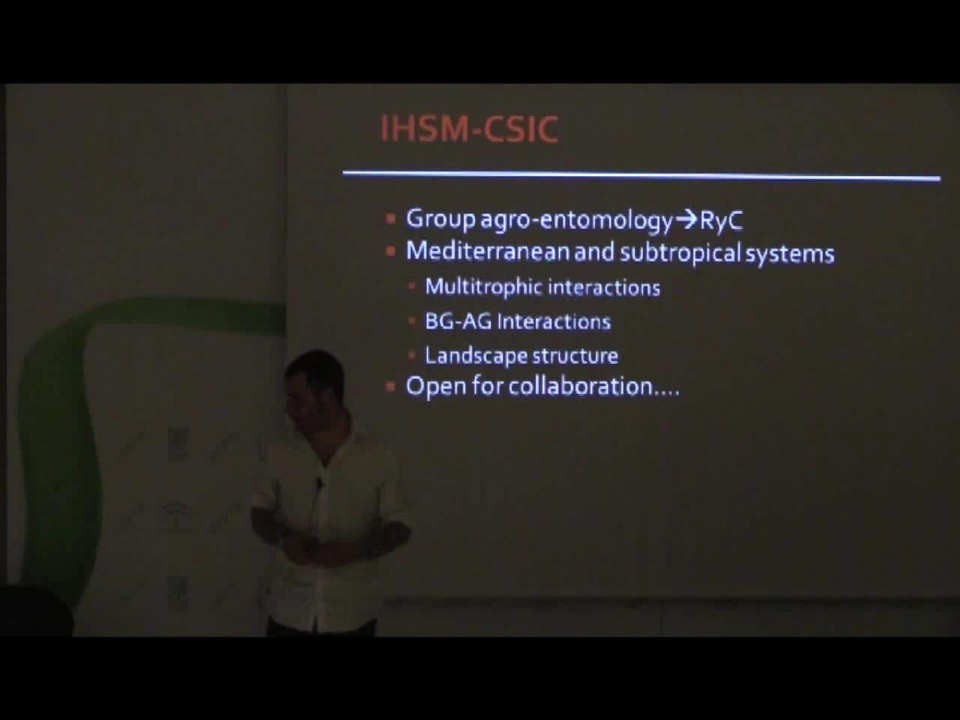 IHSM-CSIC
Group agro-entomology→RyC
Mediterranean and subtropical systems
Multitrophic interactions
BG-AG Interactions
Landscape structure
Open for collaboration....